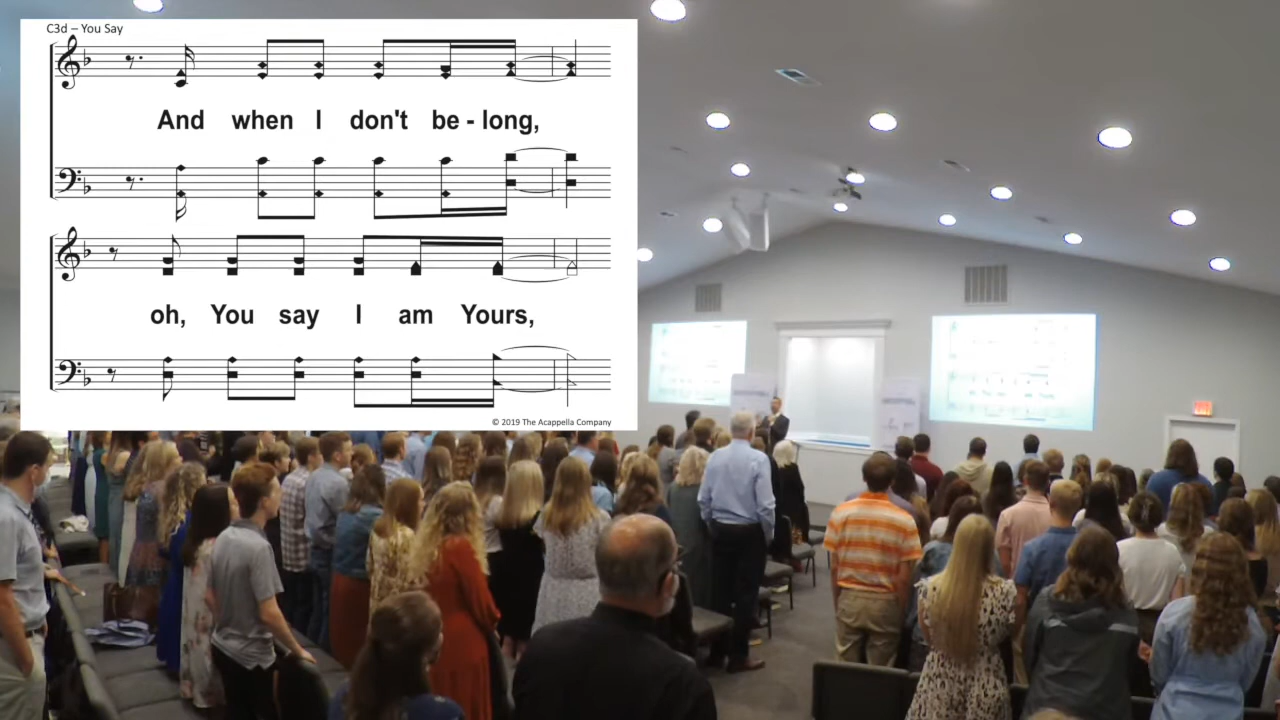 C3d – You Say
And when I don't be - long,
oh, You say I am Yours,
© 2019 The Acappella Company